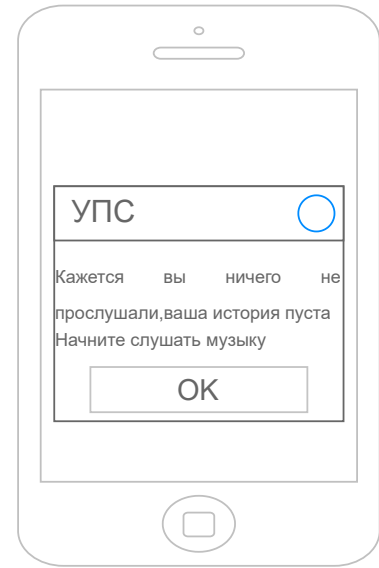 УПС
Кажется вы ничего не
прослушали,ваша история пуста
Начните слушать музыку
OK